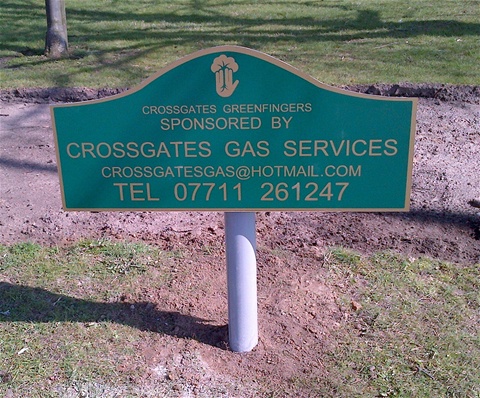 CROSSGATES GREENFINGERS
SPONSORED BY
CROSSGATES GAS SERVICES
CROSSGATESGAS@HOTMAIL.COM
TEL 07711 261247